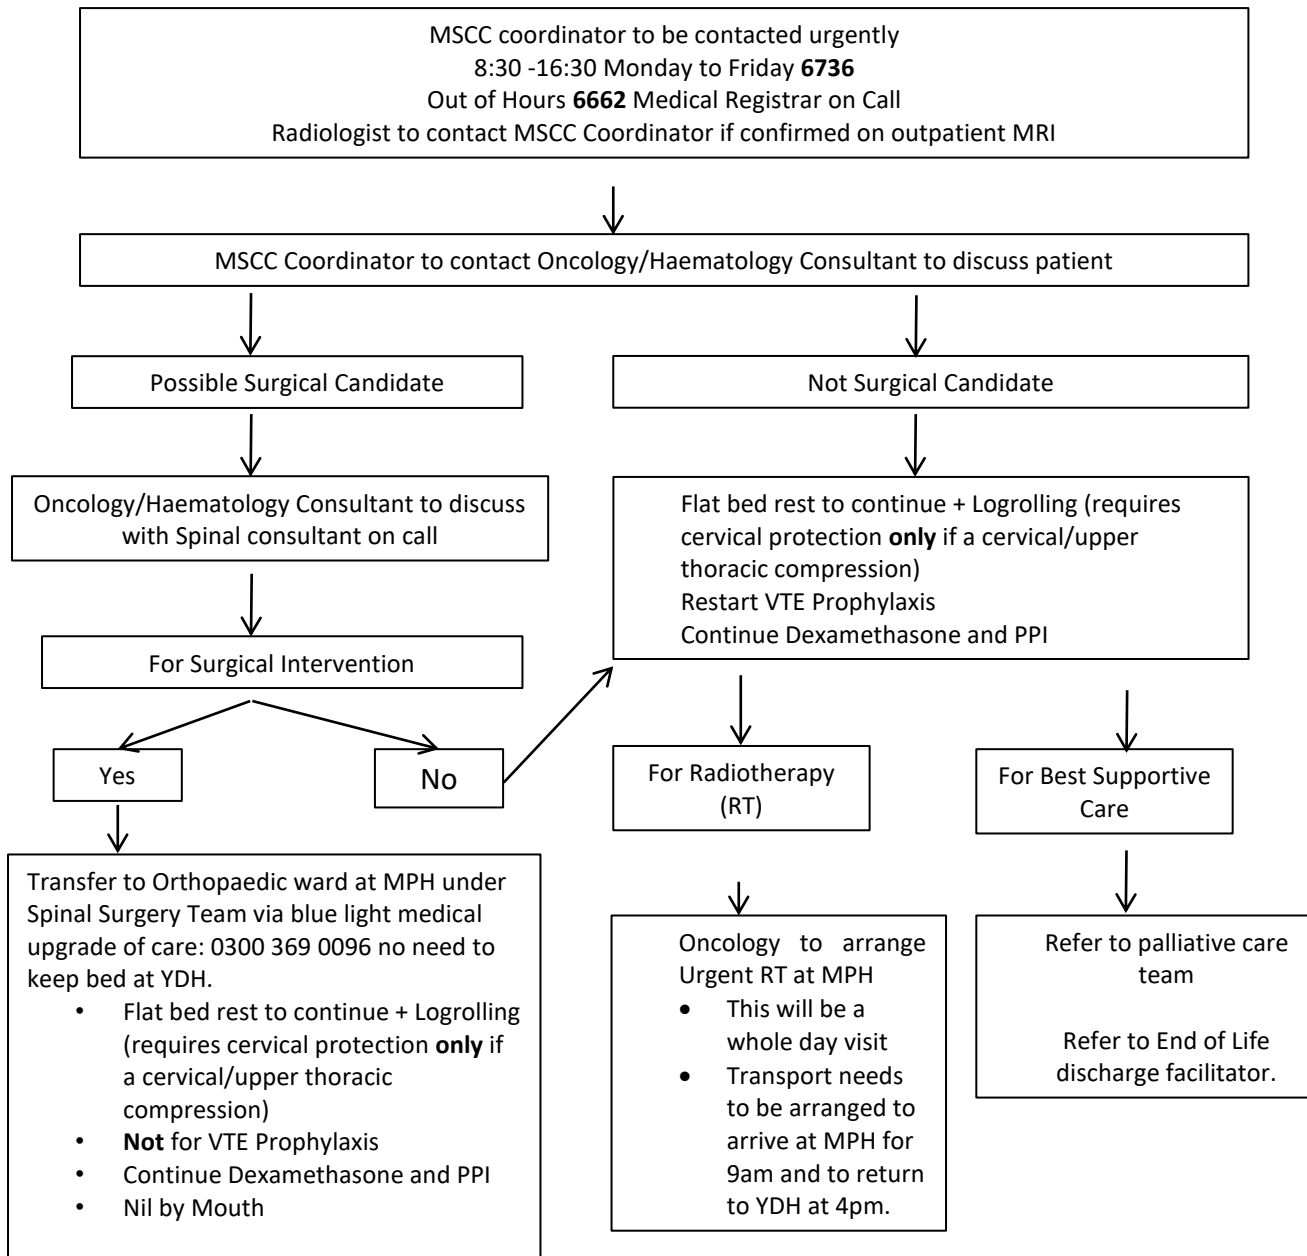 MSCC coordinator to be contacted urgently
8:30 -16:30 Monday to Friday 6736
Out of Hours 6662 Medical Registrar on Call
Radiologist to contact MSCC Coordinator if confirmed on outpatient MRI
MSCC Coordinator to contact Oncology/Haematology Consultant to discuss patient
Possible Surgical Candidate
Not Surgical Candidate
Oncology/Haematology Consultant to discuss
with Spinal consultant on call
Flat bed rest to continue + Logrolling (requires
cervical protection only if a cervical/upper
thoracic compression)
Restart VTE Prophylaxis
Continue Dexamethasone and PPI
For Surgical Intervention
Yes
No
For Radiotherapy
(RT)
For Best Supportive
Care
Transfer to Orthopaedic ward at MPH under
Spinal Surgery Team via blue light medical
upgrade of care: 0300 369 0096 no need to
keep bed at YDH.
• Flat bed rest to continue + Logrolling
(requires cervical protection only if
a cervical/upper thoracic
compression)
• Not for VTE Prophylaxis
• Continue Dexamethasone and PPI
• Nil by Mouth
Oncology to arrange
Urgent RT at MPH
• This will be a
whole day visit
• Transport needs
to be arranged to
arrive at MPH for
9am and to return
to YDH at 4pm.
Refer to palliative care
team
Refer to End of Life
discharge facilitator.